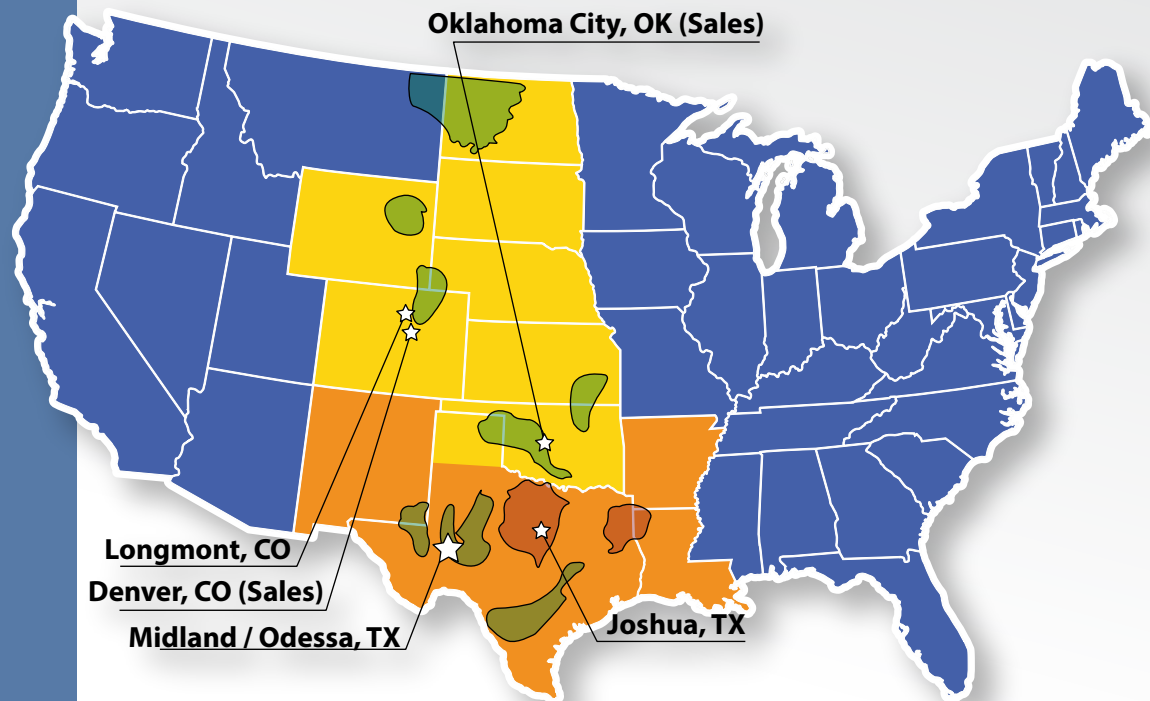 Oklahoma City, OK (Sales)
Longmont, CO
Denver, CO (Sales)
Midland / Odessa, TX
Joshua, TX